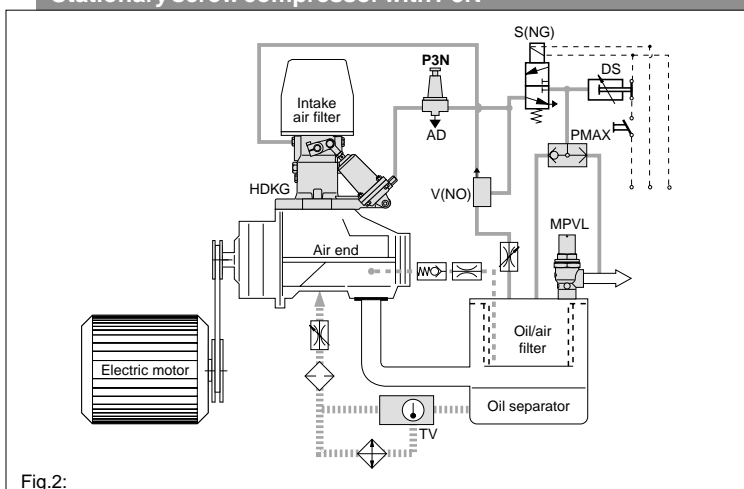 Stationary screw compressor with P3N
S(NG)
P3N
DS
Intake
air filter
AD
PMAX
HDKG
V(NO)
MPVL
Air end
Oil/air
filter
Electric motor
Oil separator
TV
Fig.2: